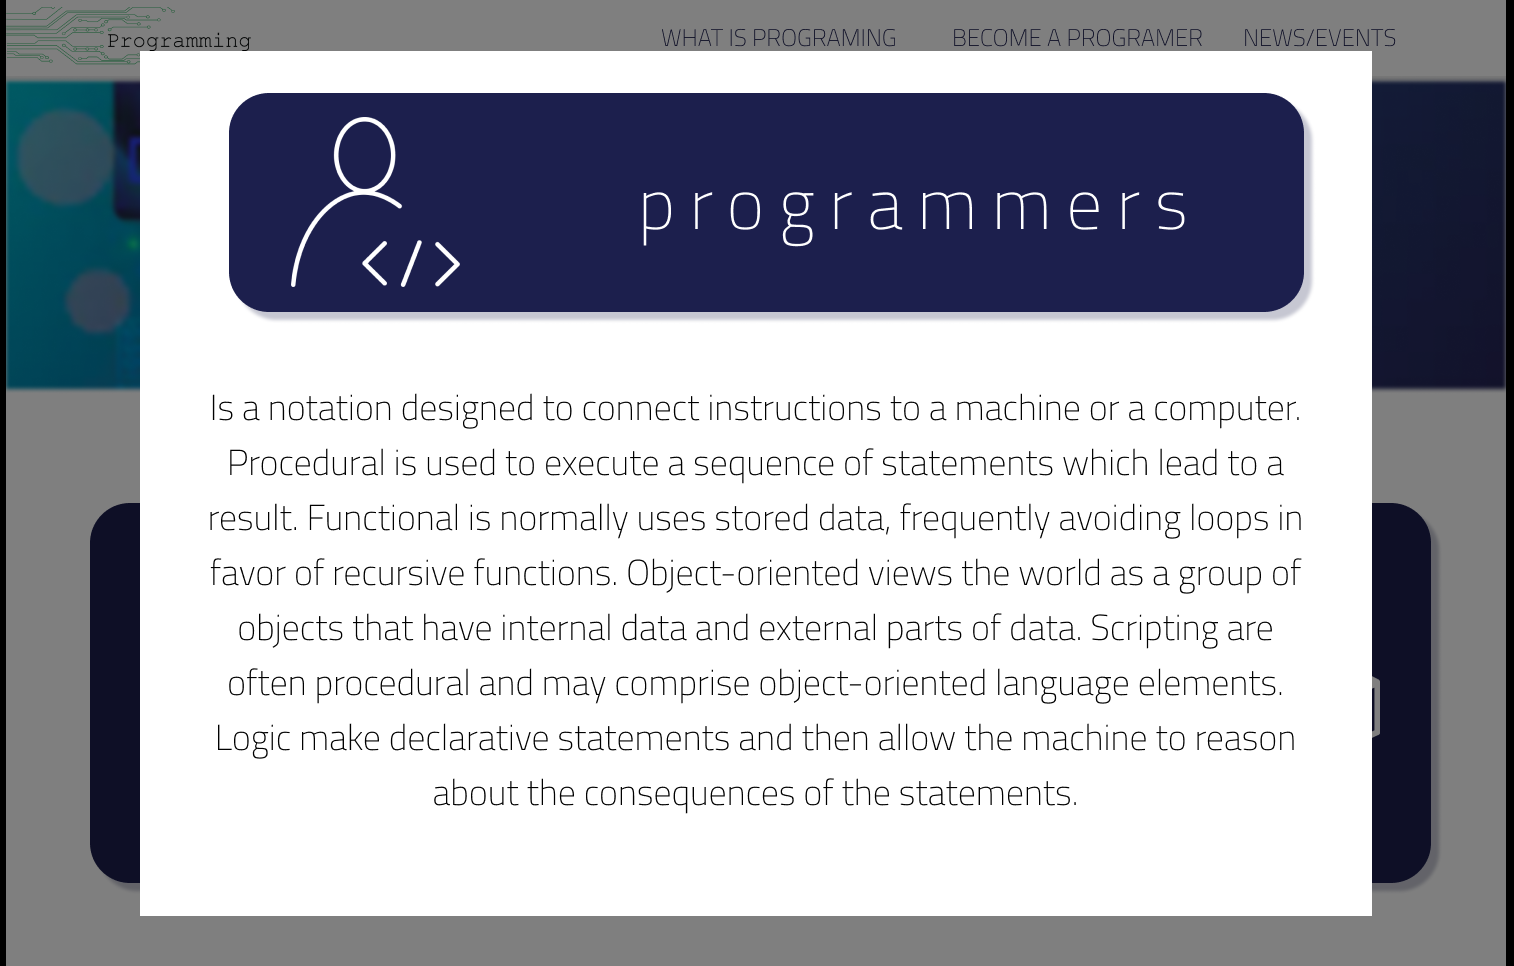 Programming
WHAT IS PROGRAMING BECOME A PROGRAMER NEWS/EVENTS
</>
programmers
Is a notation designed to connect instructions to a machine or a computer.
Procedural is used to execute a sequence of statements which lead to a
result. Functional is normally uses stored data, frequently avoiding loops in
favor of recursive functions. Object-oriented views the world as a group of
objects that have internal data and external parts of data. Scripting are
often procedural and may comprise object-oriented language elements.
Logic make declarative statements and then allow the machine to reason
about the consequences of the statements.